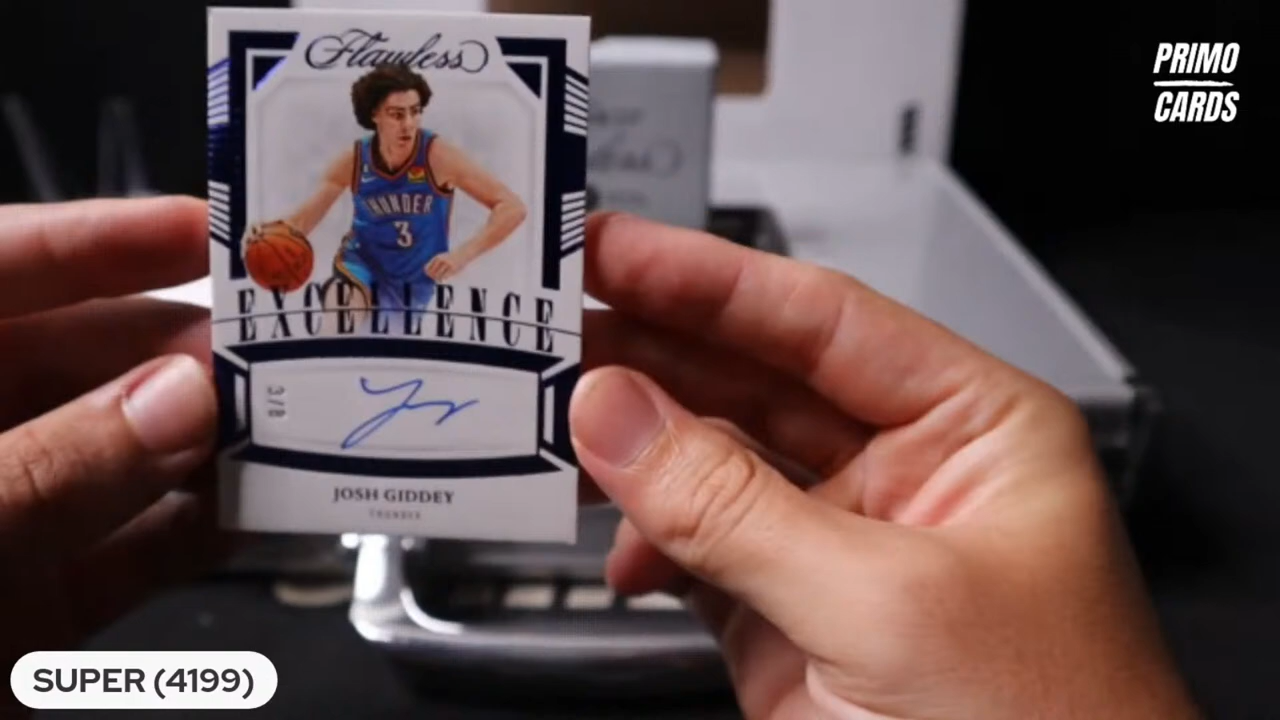 PRIMO
CARDS
Flawless
THUNDER
3
EXCELLENCE
3/8
JOSH GIDDEY
THUNDER
SUPER (4199)